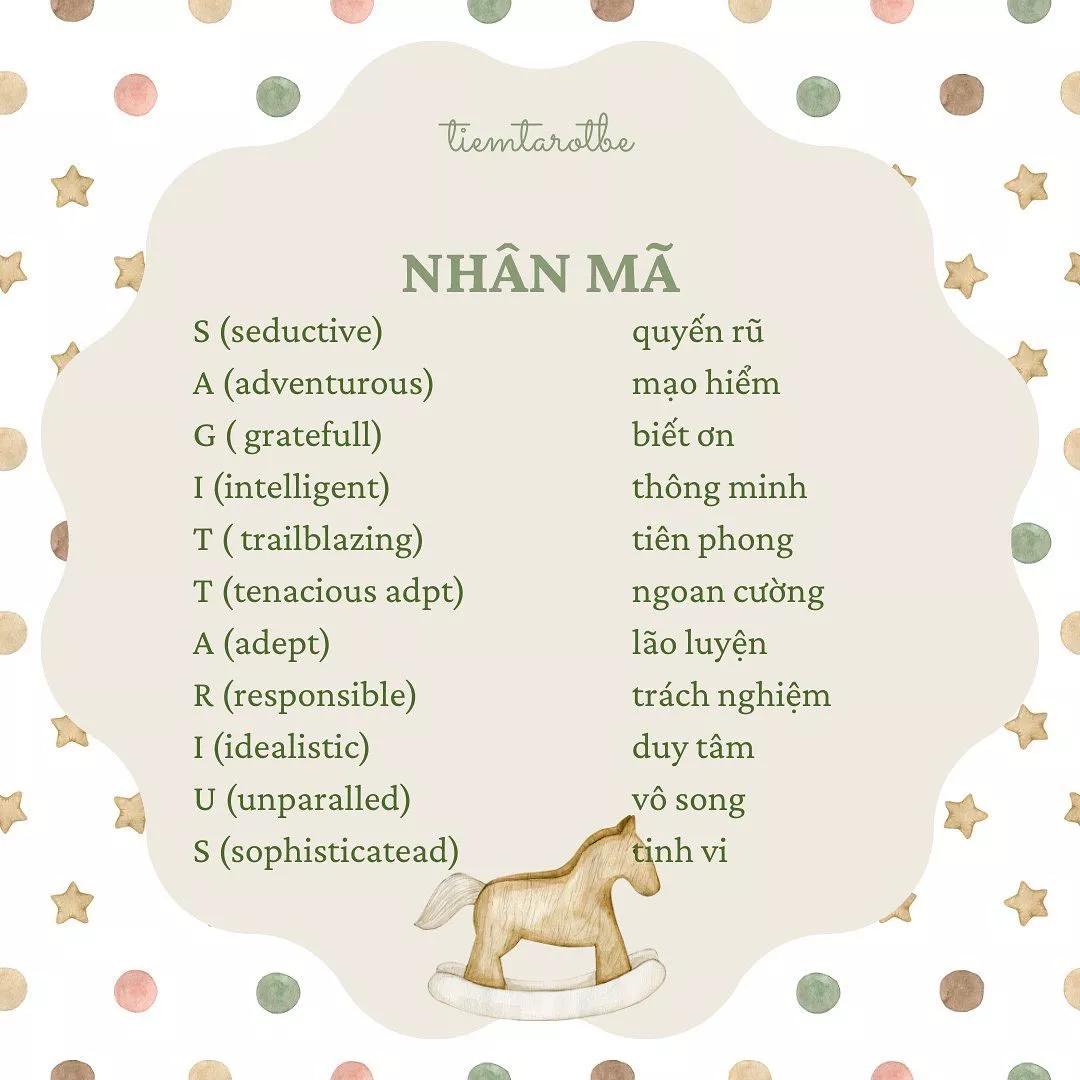 tiemtarotbe
NHÂN MÃ
S (seductive) quyến rũ
A (adventurous) mạo hiểm
G ( gratefull) biết ơn
I (intelligent) thông minh
T ( trailblazing) tiên phong
T (tenacious adpt) ngoan cường
A (adept) lão luyện
R (responsible) trách nghiệm
I (idealistic) duy tâm
U (unparalled) vô song
S (sophisticatead) tinh vi